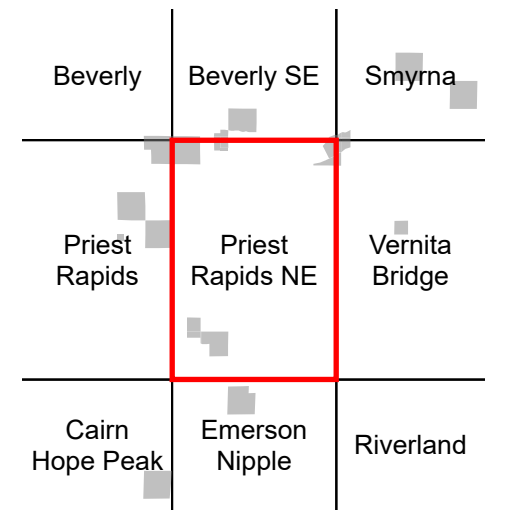 Beverly
Beverly SE
Smyrna
Priest
Rapids
Priest
Rapids NE
Vernita
Bridge
Cairn
Hope Peak
Emerson
Nipple
Riverland